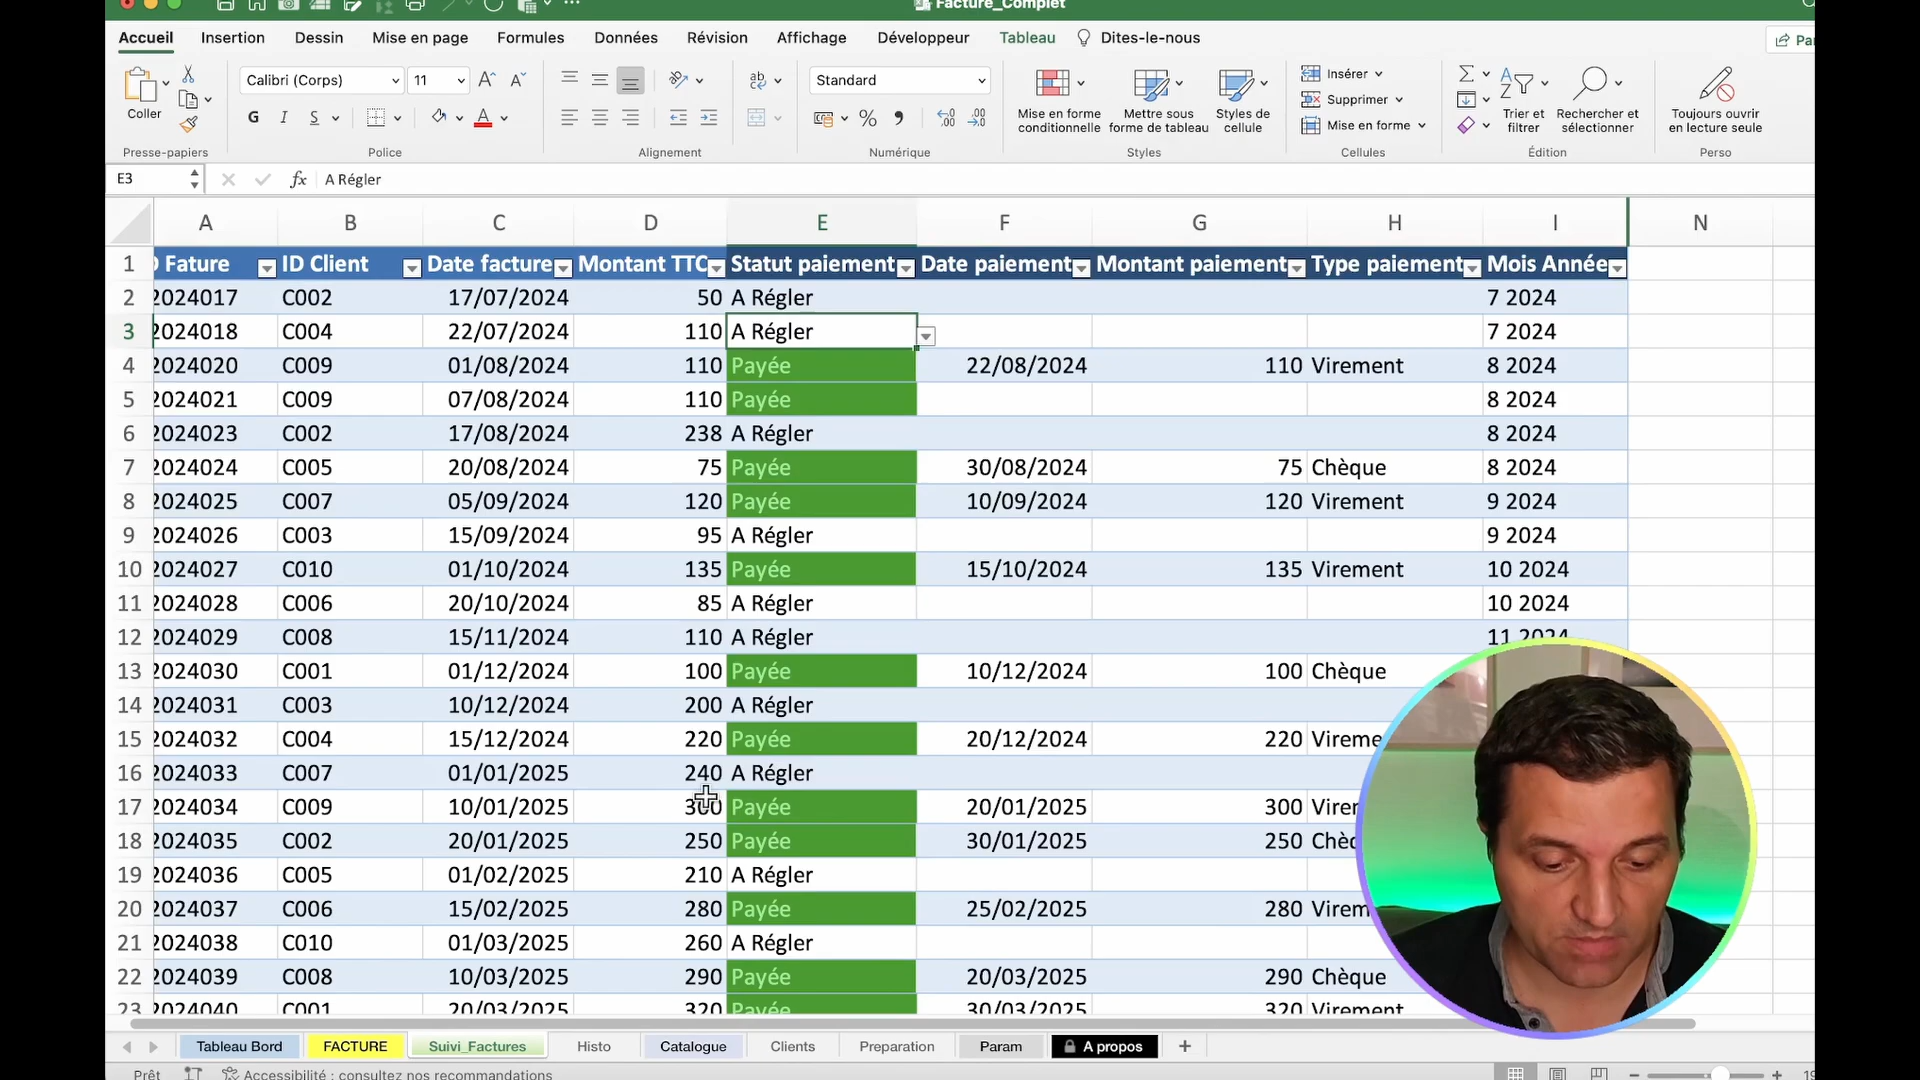 Facture_Complet
Accueil Insertion Dessin Mise en page Formules Données Révision Affichage Développeur Tableau Dites-le-nous
Coller
Calibri (Corps) 11
G I S
ab
Standard
%
Mise en forme conditionnelle
Mettre sous forme de tableau
Styles de cellule
Insérer
Supprimer
Mise en forme
Trier et filtrer
Rechercher et sélectionner
Toujours ouvrir en lecture seule
Presse-papiers Police Alignement Numérique Styles Cellules Édition Perso
E3 fx A Régler
A B C D E F G H I N
1 Fature ID Client Date facture Montant TTC Statut paiement Date paiement Montant paiement Type paiement Mois Année
2 2024017 C002 17/07/2024 50 A Régler 7 2024
3 2024018 C004 22/07/2024 110 A Régler 7 2024
4 2024020 C009 01/08/2024 110 Payée 22/08/2024 110 Virement 8 2024
5 2024021 C009 07/08/2024 110 Payée 8 2024
6 2024023 C002 17/08/2024 238 A Régler 8 2024
7 2024024 C005 20/08/2024 75 Payée 30/08/2024 75 Chèque 8 2024
8 2024025 C007 05/09/2024 120 Payée 10/09/2024 120 Virement 9 2024
9 2024026 C003 15/09/2024 95 A Régler 9 2024
10 2024027 C010 01/10/2024 135 Payée 15/10/2024 135 Virement 10 2024
11 2024028 C006 20/10/2024 85 A Régler 10 2024
12 2024029 C008 15/11/2024 110 A Régler 11 2024
13 2024030 C001 01/12/2024 100 Payée 10/12/2024 100 Chèque
14 2024031 C003 10/12/2024 200 A Régler
15 2024032 C004 15/12/2024 220 Payée 20/12/2024 220 Vireme
16 2024033 C007 01/01/2025 240 A Régler
17 2024034 C009 10/01/2025 300 Payée 20/01/2025 300 Virer
18 2024035 C002 20/01/2025 250 Payée 30/01/2025 250 Chèc
19 2024036 C005 01/02/2025 210 A Régler
20 2024037 C006 15/02/2025 280 Payée 25/02/2025 280 Virem
21 2024038 C010 01/03/2025 260 A Régler
22 2024039 C008 10/03/2025 290 Payée 20/03/2025 290 Chèque
23 2024040 C001 20/03/2025 320 Payée 30/03/2025 320 Virement
Tableau Bord FACTURE Suivi_Factures Histo Catalogue Clients Preparation Param A propos +
Prêt Accessibilité : consultez nos recommandations